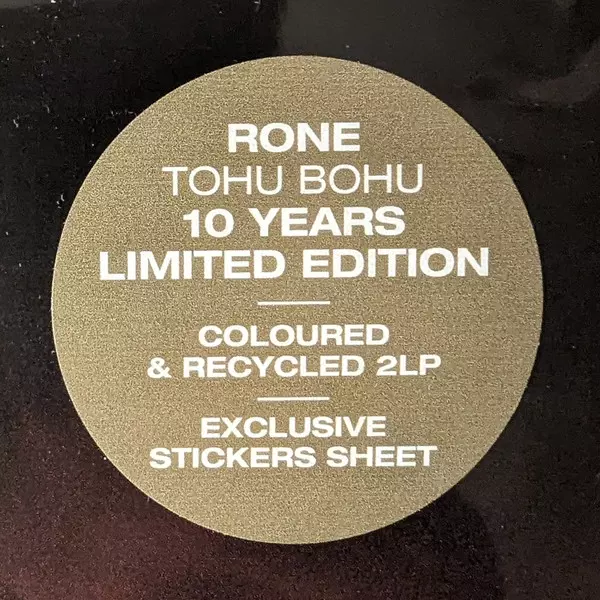 RONE
TOHU BOHU
10 YEARS
LIMITED EDITION
COLOURED
& RECYCLED 2LP
EXCLUSIVE
STICKERS SHEET